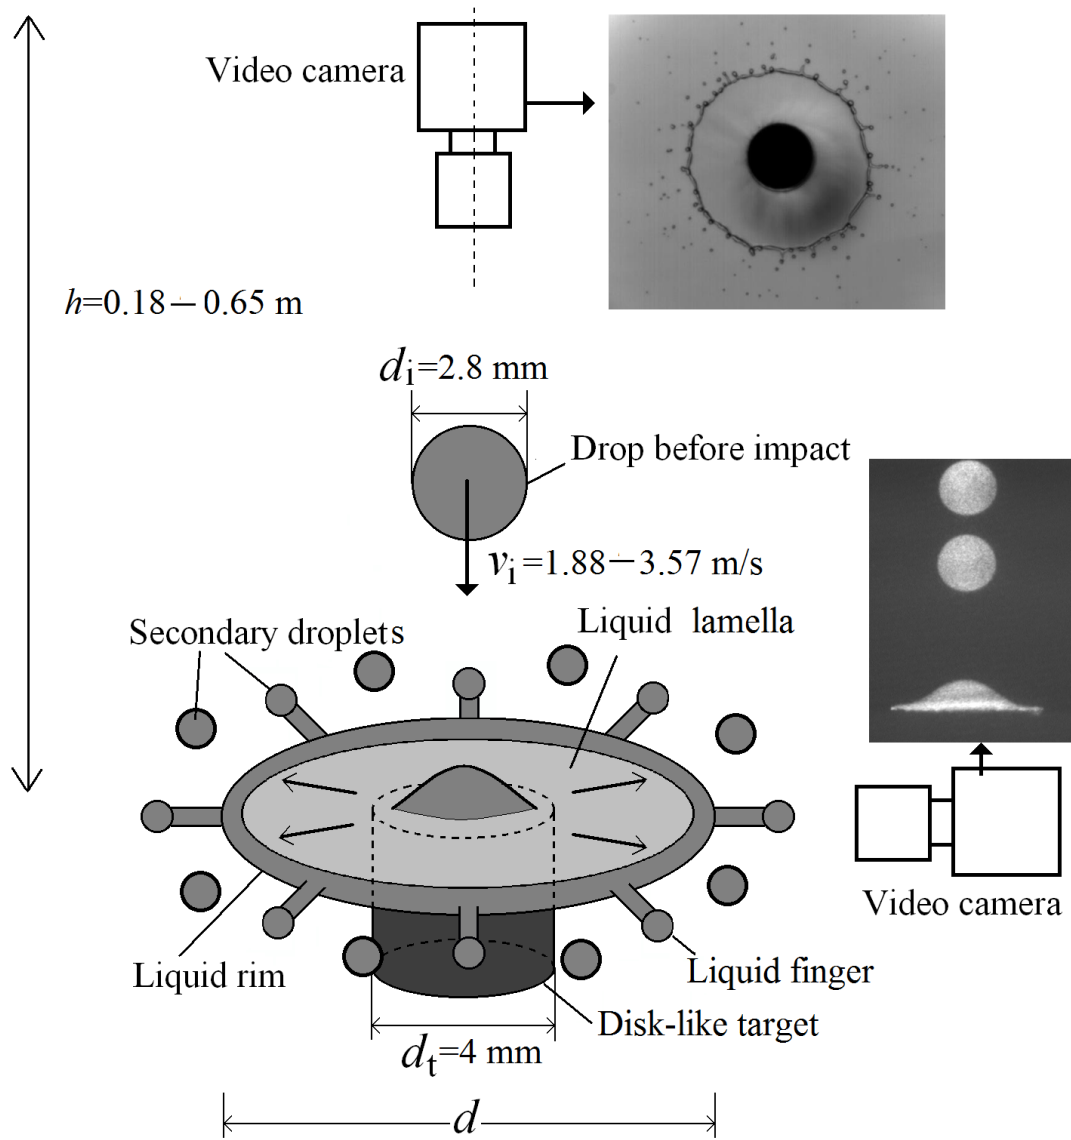 Video camera
h=0.18－0.65 m
di=2.8 mm
Drop before impact
vi=1.88－3.57 m/s
Secondary droplets
Liquid lamella
Video camera
Liquid rim
Liquid finger
Disk-like target
dt=4 mm
d